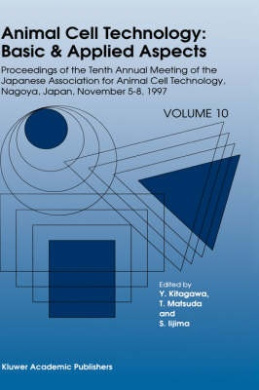 Animal Cell Technology:
Basic & Applied Aspects
Proceedings of the Tenth Annual Meeting of the
Japanese Association for Animal Cell Technology,
Nagoya, Japan, November 5-8, 1997
VOLUME 10
Edited by
Y. Kitagawa,
T. Matsuda
and
S. Iijima
Kluwer Academic Publishers